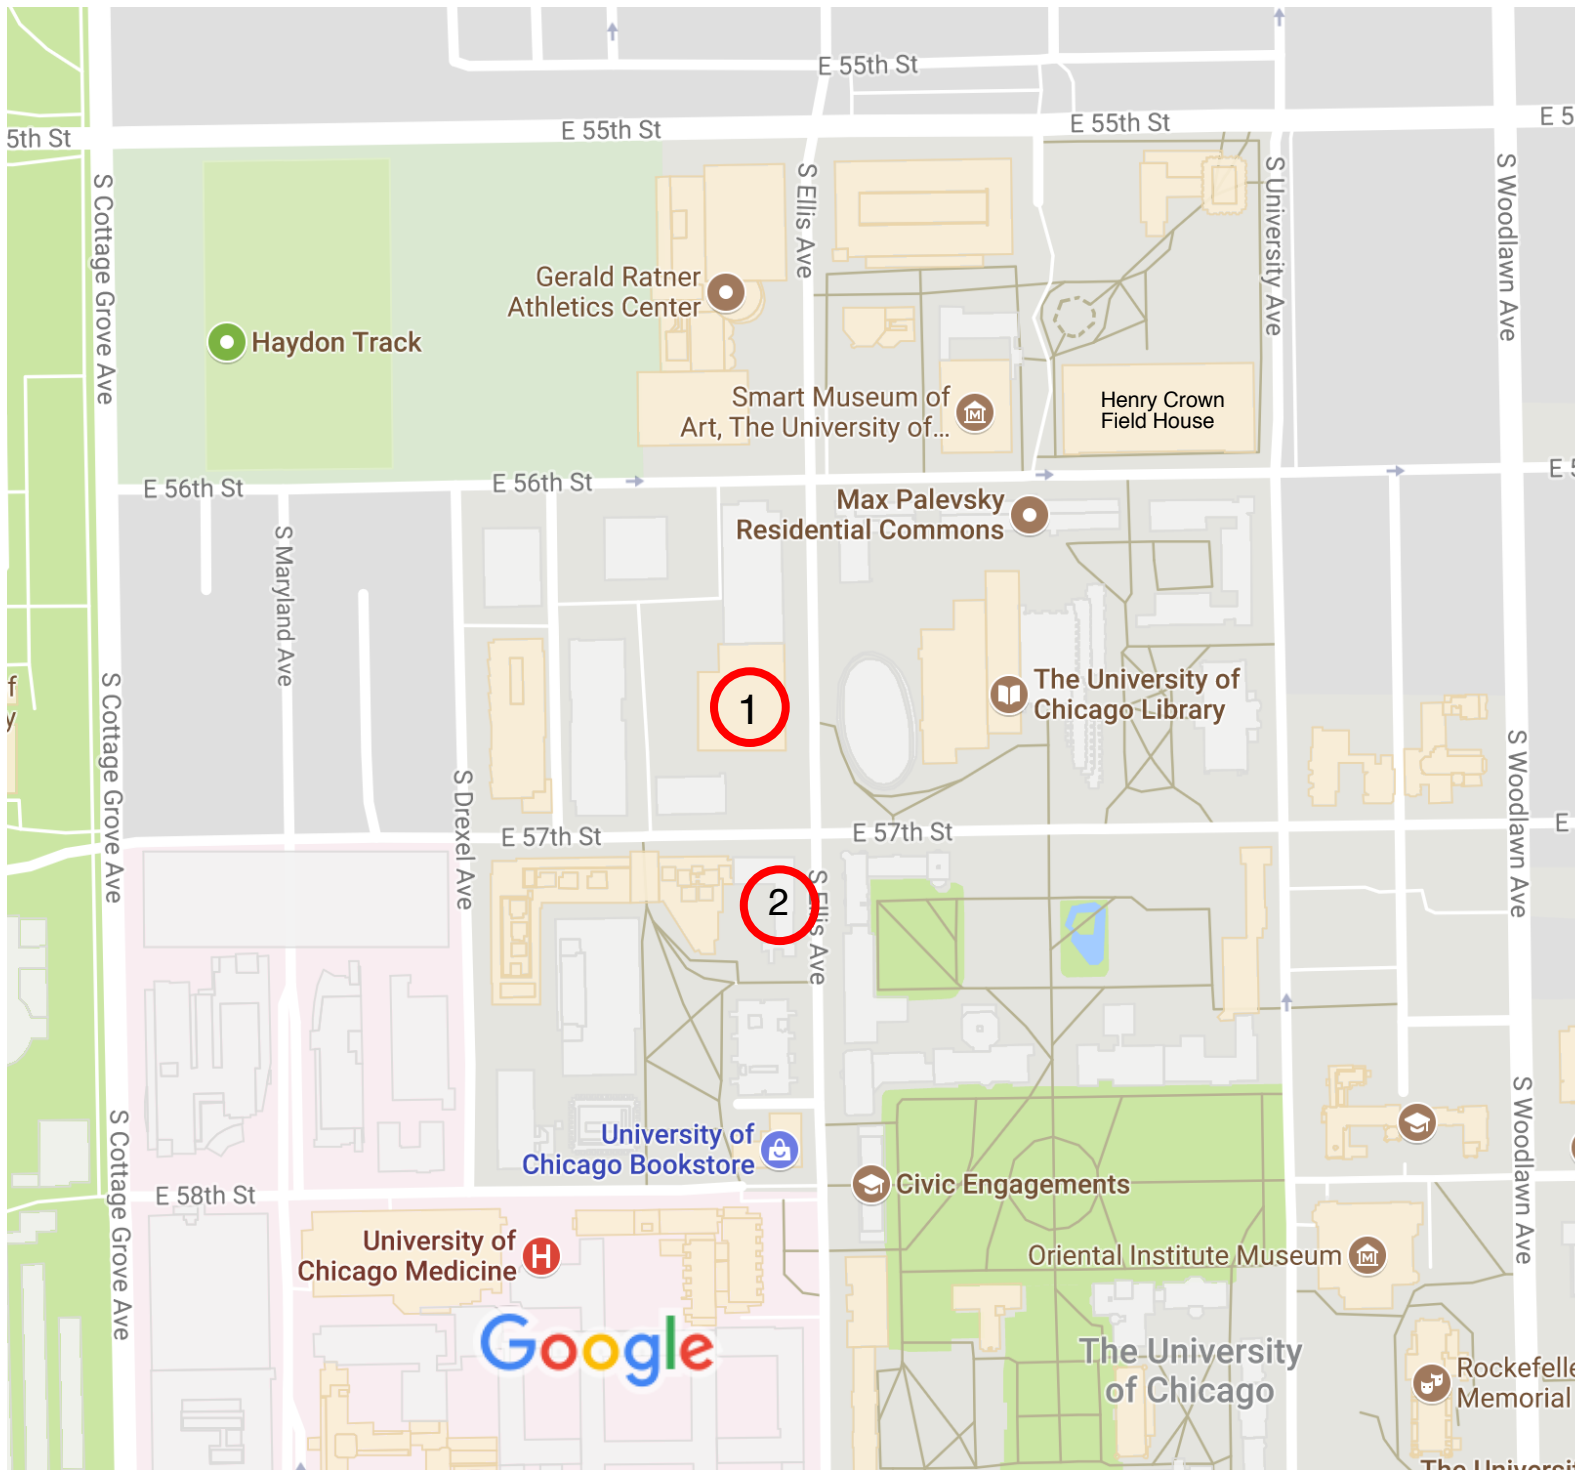 E 55th St
E 55th St
E 55th St
5th St
E 5
S Cottage Grove Ave
S Ellis Ave
S University Ave
S Woodlawn Ave
Gerald Ratner
Athletics Center
Haydon Track
Smart Museum of
Art, The University of...
Henry Crown
Field House
E 56th St
E 56th St
E 5
Max Palevsky
Residential Commons
S Maryland Ave
The University of
Chicago Library
f
y
1
S Cottage Grove Ave
S Drexel Ave
S Woodlawn Ave
E 57th St
E 57th St
E
2
S Ellis Ave
University of
Chicago Bookstore
Civic Engagements
S Cottage Grove Ave
S Woodlawn Ave
E 58th St
University of
Chicago Medicine
H
Oriental Institute Museum
Google
The University
of Chicago
Rockefelle
Memorial
The Universit